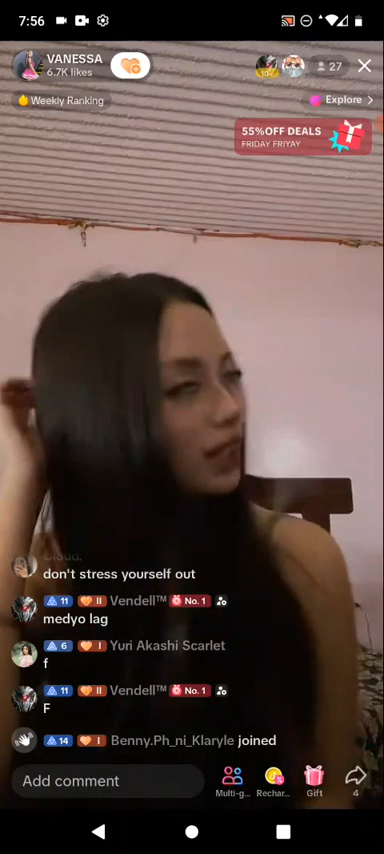 7:56
VANESSA
6.7K likes
107
27
Weekly Ranking
Explore >
55%OFF DEALS
FRIDAY FRIYAY
Cloud.
don't stress yourself out
11 II Vendell™ No. 1
medyo lag
6 I Yuri Akashi Scarlet
f
11 II Vendell™ No. 1
F
14 I Benny.Ph_ni_Klaryle joined
Add comment
Multi-g...
Rechar...
Gift
4